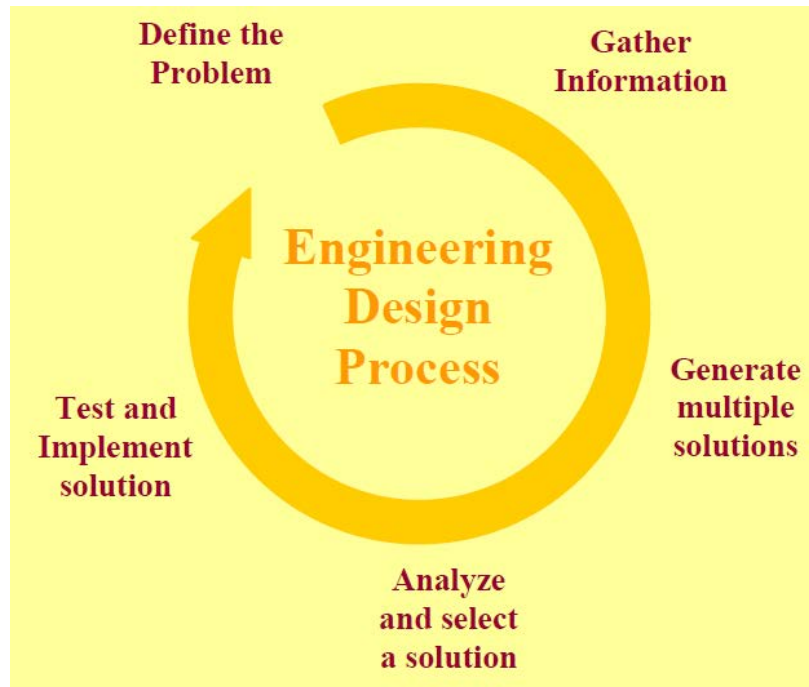 Define the
Problem
Gather
Information
Engineering
Design
Process
Generate
multiple
solutions
Analyze
and select
a solution
Test and
Implement
solution